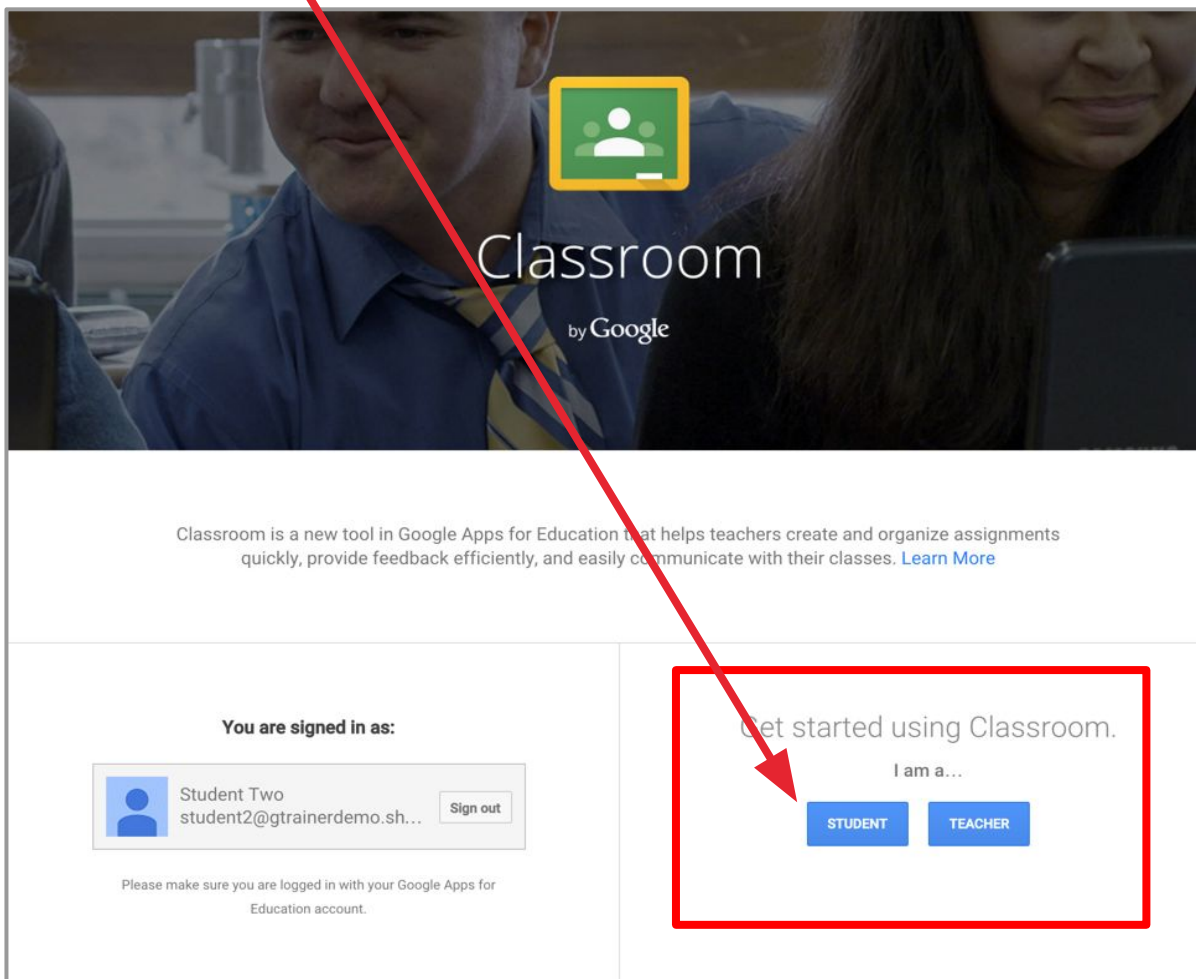 Classroom
by Google
Classroom is a new tool in Google Apps for Education that helps teachers create and organize assignments
quickly, provide feedback efficiently, and easily communicate with their classes. Learn More
You are signed in as:
Student Two
student2@gtrainerdemo.sh...
Sign out
Please make sure you are logged in with your Google Apps for
Education account.
Get started using Classroom.
I am a...
STUDENT
TEACHER